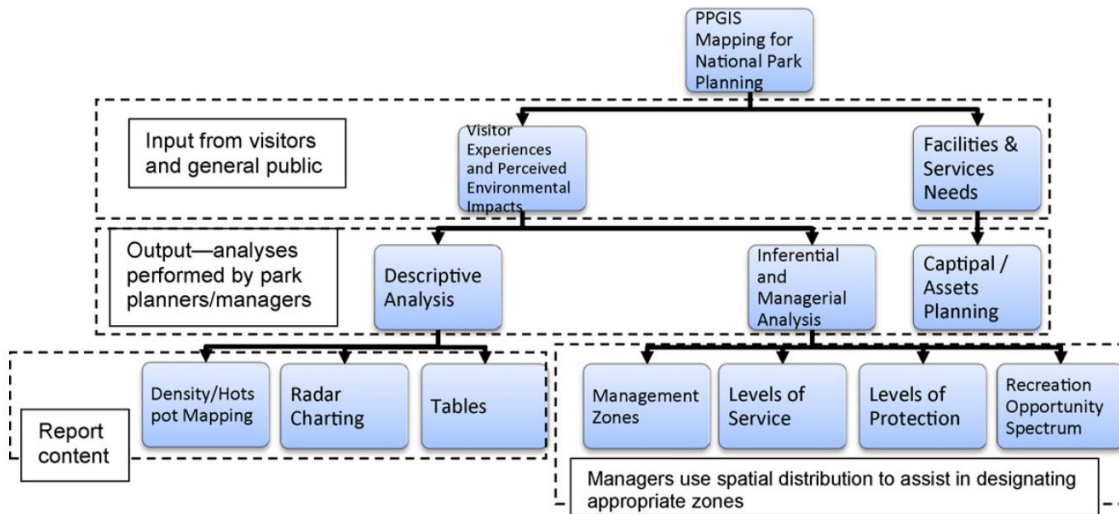 PPGIS
Mapping for
National Park
Planning
Input from visitors
and general public
Visitor
Experiences
and Perceived
Environmental
Impacts
Facilities &
Services
Needs
Output—analyses
performed by park
planners/managers
Descriptive
Analysis
Inferential
and
Managerial
Analysis
Captipal /
Assets
Planning
Report
content
Density/Hots
pot Mapping
Radar
Charting
Tables
Management
Zones
Levels of
Service
Levels of
Protection
Recreation
Opportunity
Spectrum
Managers use spatial distribution to assist in designating
appropriate zones